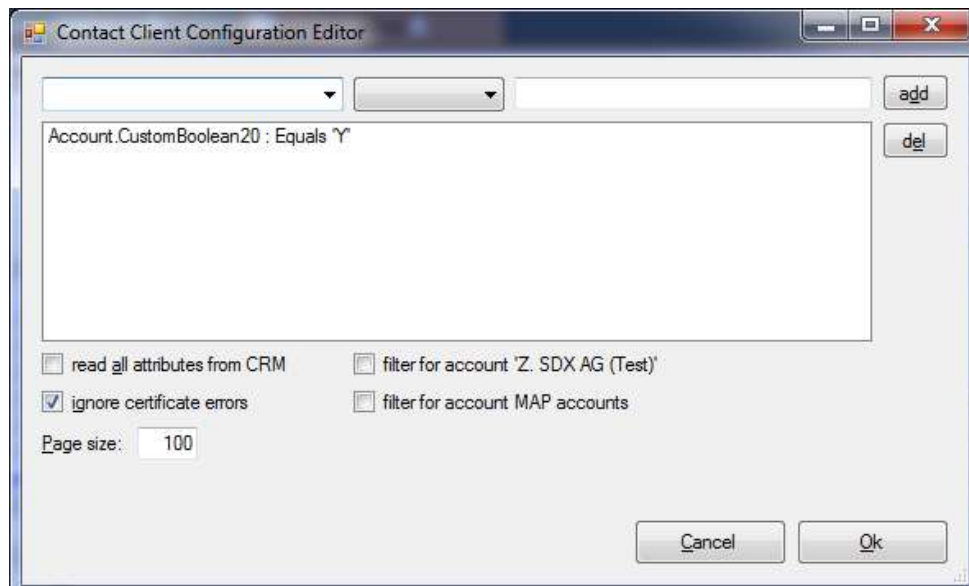 Contact Client Configuration Editor
add
Account.CustomBoolean20 : Equals 'Y'
del
read all attributes from CRM
filter for account 'Z. SDX AG (Test)'
ignore certificate errors
filter for account MAP accounts
Page size: 100
Cancel
Ok